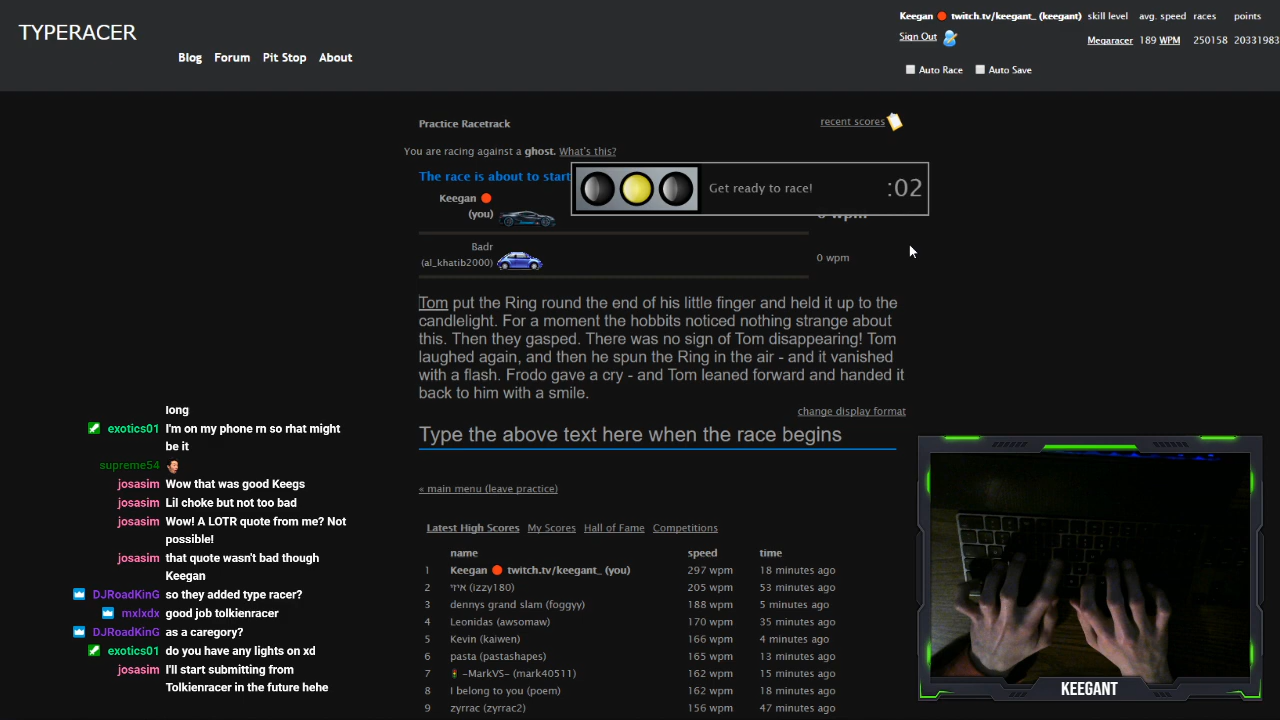 TYPERACER
Blog Forum Pit Stop About
Keegan twitch.tv/keegant_ (keegant) skill level avg. speed races points
Sign Out Megaracer 189 WPM 250158 20331983
Auto Race Auto Save
Practice Racetrack
recent scores
You are racing against a ghost. What's this?
The race is about to start
Get ready to race! :02
Keegan
(you)
0 wpm
Badr
(al_khatib2000)
0 wpm
Tom put the Ring round the end of his little finger and held it up to the
candlelight. For a moment the hobbits noticed nothing strange about
this. Then they gasped. There was no sign of Tom disappearing! Tom
laughed again, and then he spun the Ring in the air - and it vanished
with a flash. Frodo gave a cry - and Tom leaned forward and handed it
back to him with a smile.
change display format
Type the above text here when the race begins
« main menu (leave practice)
Latest High Scores My Scores Hall of Fame Competitions
name speed time
1 Keegan twitch.tv/keegant_ (you) 297 wpm 18 minutes ago
2 איזי (izzy180) 205 wpm 53 minutes ago
3 dennys grand slam (foggyy) 188 wpm 5 minutes ago
4 Leonidas (awsomaw) 170 wpm 35 minutes ago
5 Kevin (kaiwen) 166 wpm 4 minutes ago
6 pasta (pastashapes) 165 wpm 13 minutes ago
7 -MarkVS- (mark40511) 162 wpm 15 minutes ago
8 I belong to you (poem) 162 wpm 18 minutes ago
9 zyrrac (zyrrac2) 156 wpm 47 minutes ago
long
exotics01 I'm on my phone rn so rhat might
be it
supreme54
josasim Wow that was good Keegs
josasim Lil choke but not too bad
josasim Wow! A LOTR quote from me? Not
possible!
josasim that quote wasn't bad though
Keegan
DJRoadKinG so they added type racer?
mxlxdx good job tolkienracer
DJRoadKinG as a caregory?
exotics01 do you have any lights on xd
josasim I'll start submitting from
Tolkienracer in the future hehe
KEEGANT